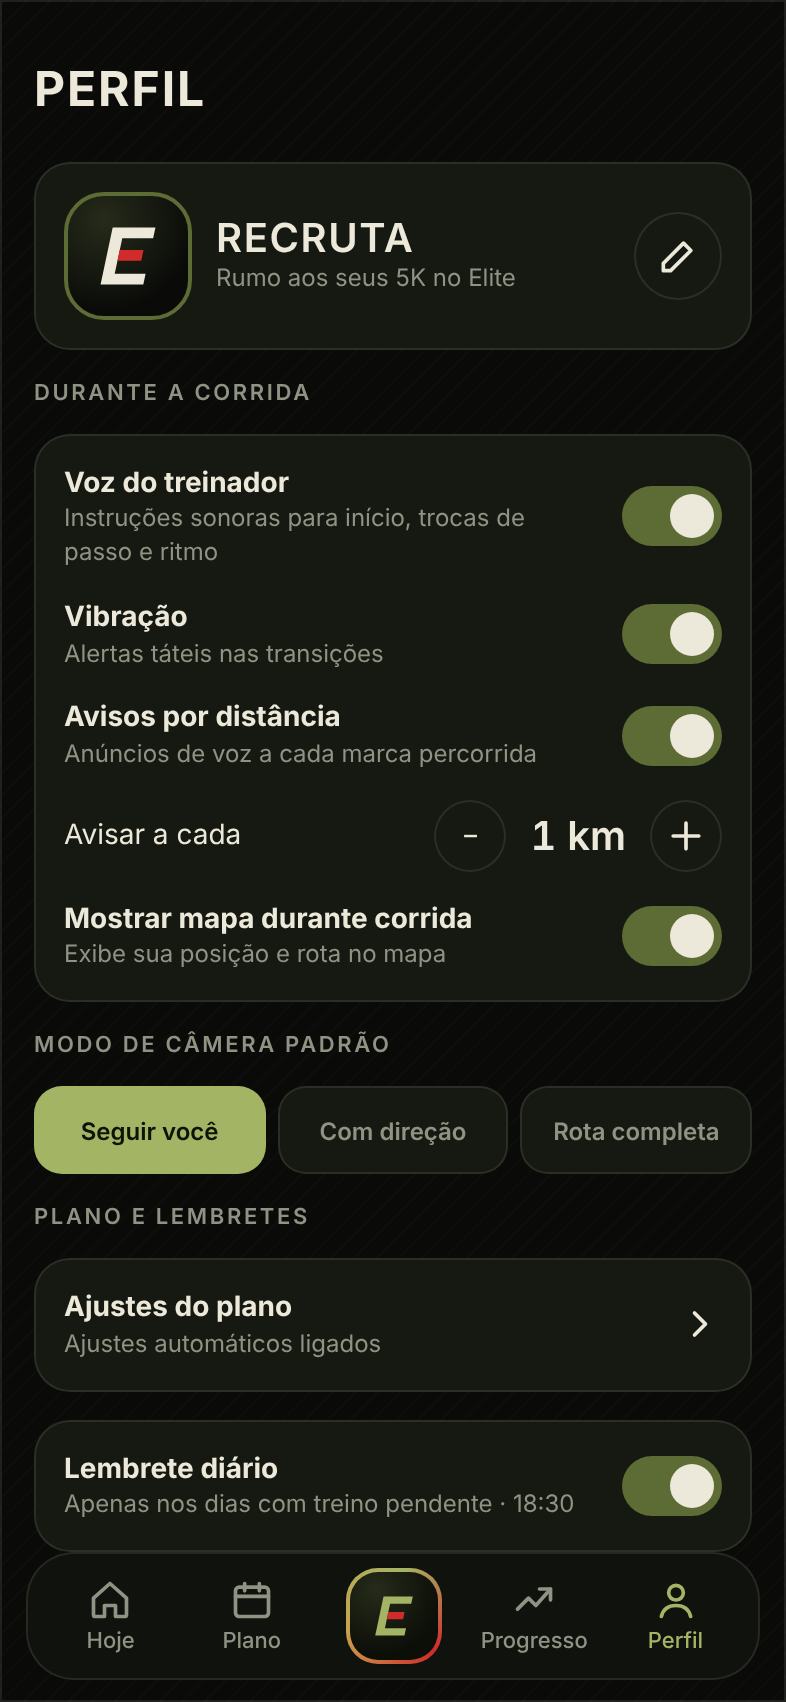 PERFIL
E
RECRUTA
Rumo aos seus 5K no Elite
DURANTE A CORRIDA
Voz do treinador
Instruções sonoras para início, trocas de
passo e ritmo
Vibração
Alertas táteis nas transições
Avisos por distância
Anúncios de voz a cada marca percorrida
Avisar a cada
-
1 km
+
Mostrar mapa durante corrida
Exibe sua posição e rota no mapa
MODO DE CÂMERA PADRÃO
Seguir você
Com direção
Rota completa
PLANO E LEMBRETES
Ajustes do plano
Ajustes automáticos ligados
Lembrete diário
Apenas nos dias com treino pendente · 18:30
Hoje
Plano
E
Progresso
Perfil